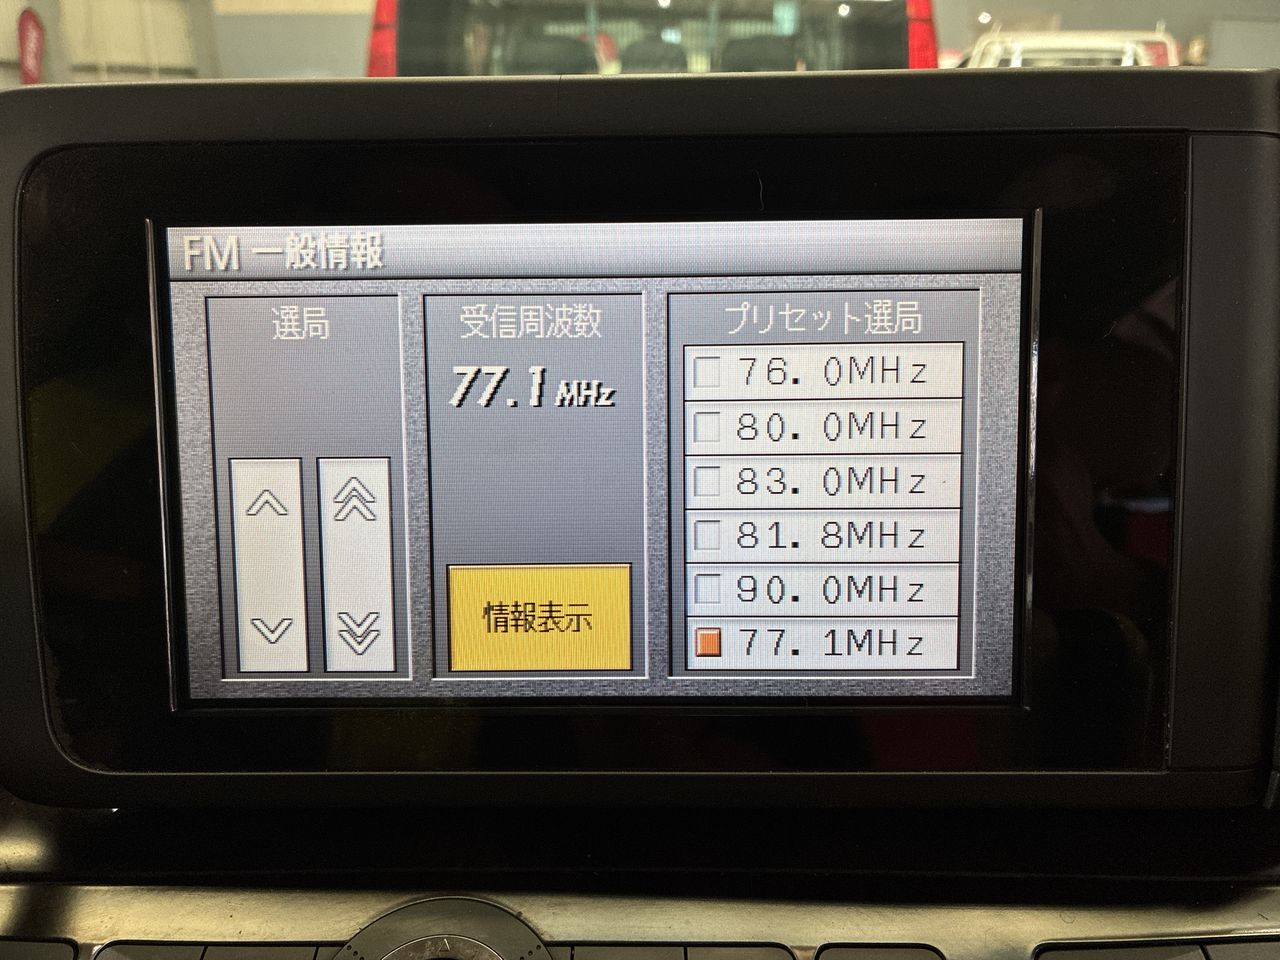 FM 一般情報
選局
受信周波数
77.1 MHz
情報表示
プリセット選局
76.0MHz
80.0MHz
83.0MHz
81.8MHz
90.0MHz
77.1MHz